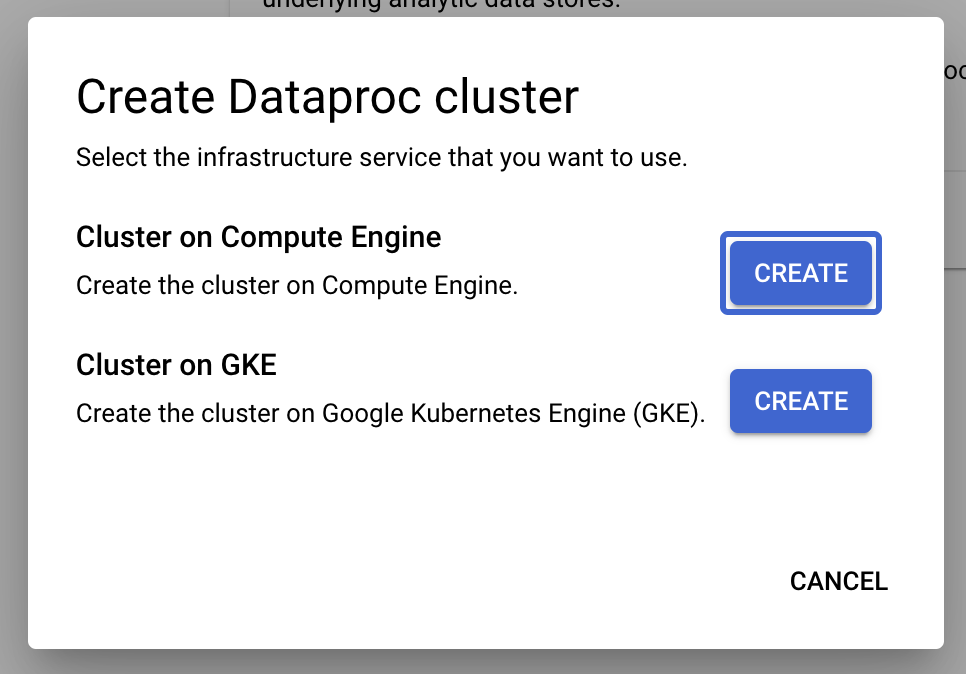 underlying analytic data stores.
Create Dataproc cluster
Select the infrastructure service that you want to use.
Cluster on Compute Engine
Create the cluster on Compute Engine.
CREATE
Cluster on GKE
Create the cluster on Google Kubernetes Engine (GKE).
CREATE
CANCEL